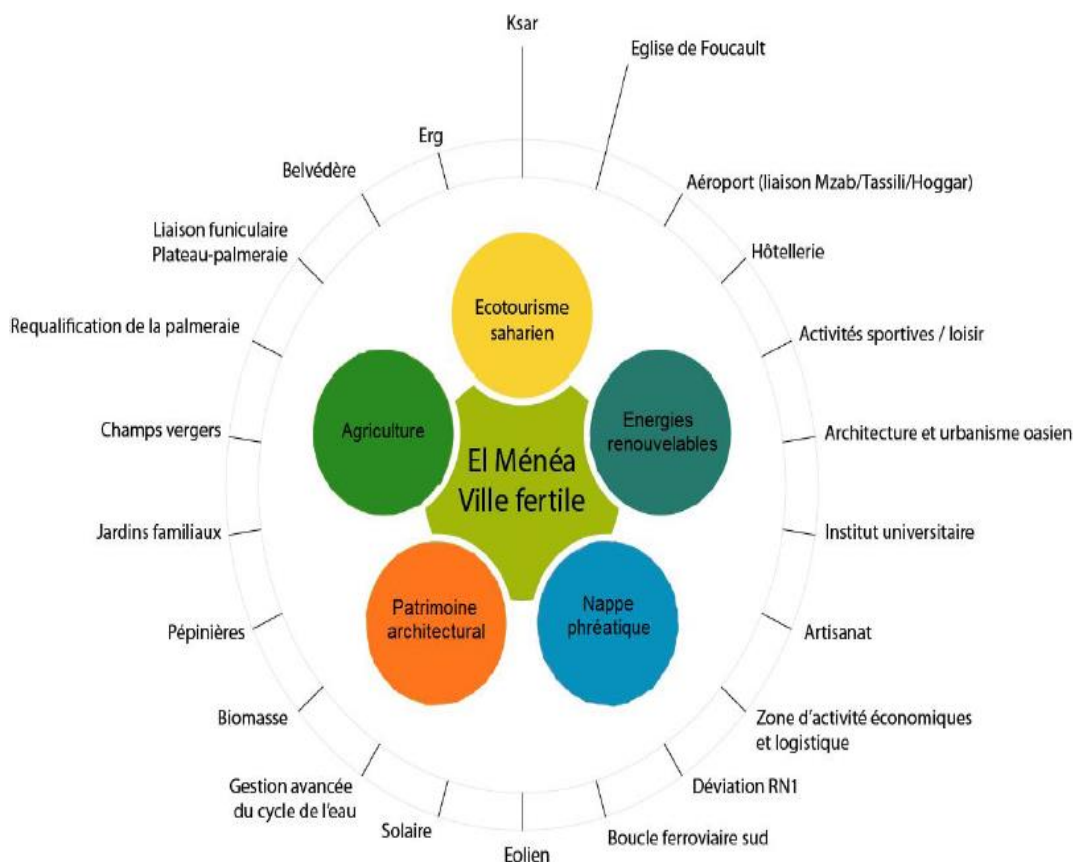 Ksar
Eglise de Foucault
Aéroport (liaison Mzab/Tassili/Hoggar)
Hôtellerie
Activités sportives / loisir
Architecture et urbanisme oasien
Institut universitaire
Artisanat
Zone d'activité économiques
et logistique
Déviation RN1
Boucle ferroviaire sud
Eolien
Solaire
Gestion avancée
du cycle de l'eau
Biomasse
Pépinières
Jardins familiaux
Champs vergers
Requalification de la palmeraie
Liaison funiculaire
Plateau-palmeraie
Belvédère
Erg
Ecotourisme
saharien
Energies
renouvelables
Nappe
phréatique
Patrimoine
architectural
Agriculture
El Ménéa
Ville fertile